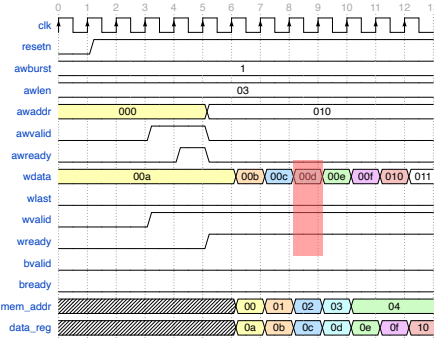 0 1 2 3 4 5 6 7 8 9 10 11 12
clk
resetn
awburst 1
awlen 03
awaddr 000 010
awvalid
awready
wdata 00a 00b 00c 00d 00e 00f 010 011
wlast
wvalid
wready
bvalid
bready
mem_addr 00 01 02 03 04
data_reg 0a 0b 0c 0d 0e 0f 10